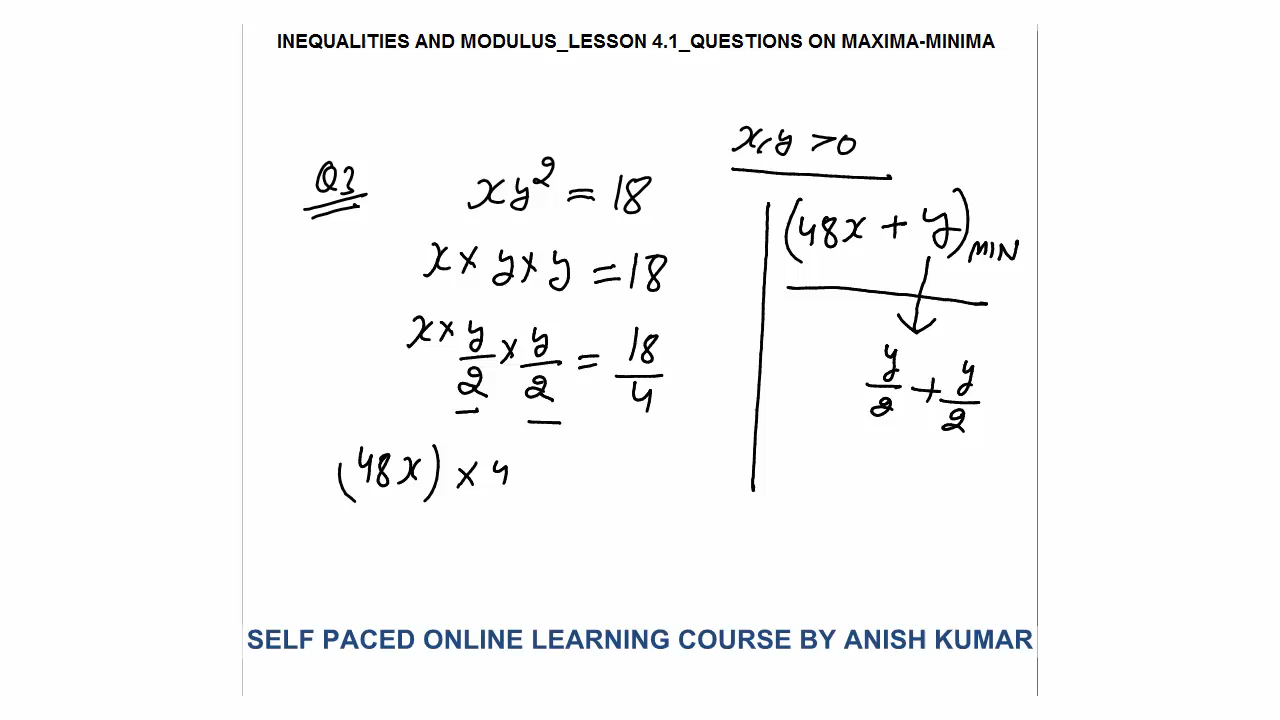 INEQUALITIES AND MODULUS_LESSON 4.1_QUESTIONS ON MAXIMA-MINIMA
x, y > 0
Q3
xy² = 18
(48x + y)MIN
x × y × y = 18
x × y/2 × y/2 = 18/4
y/2 + y/2
(48x) × y
SELF PACED ONLINE LEARNING COURSE BY ANISH KUMAR